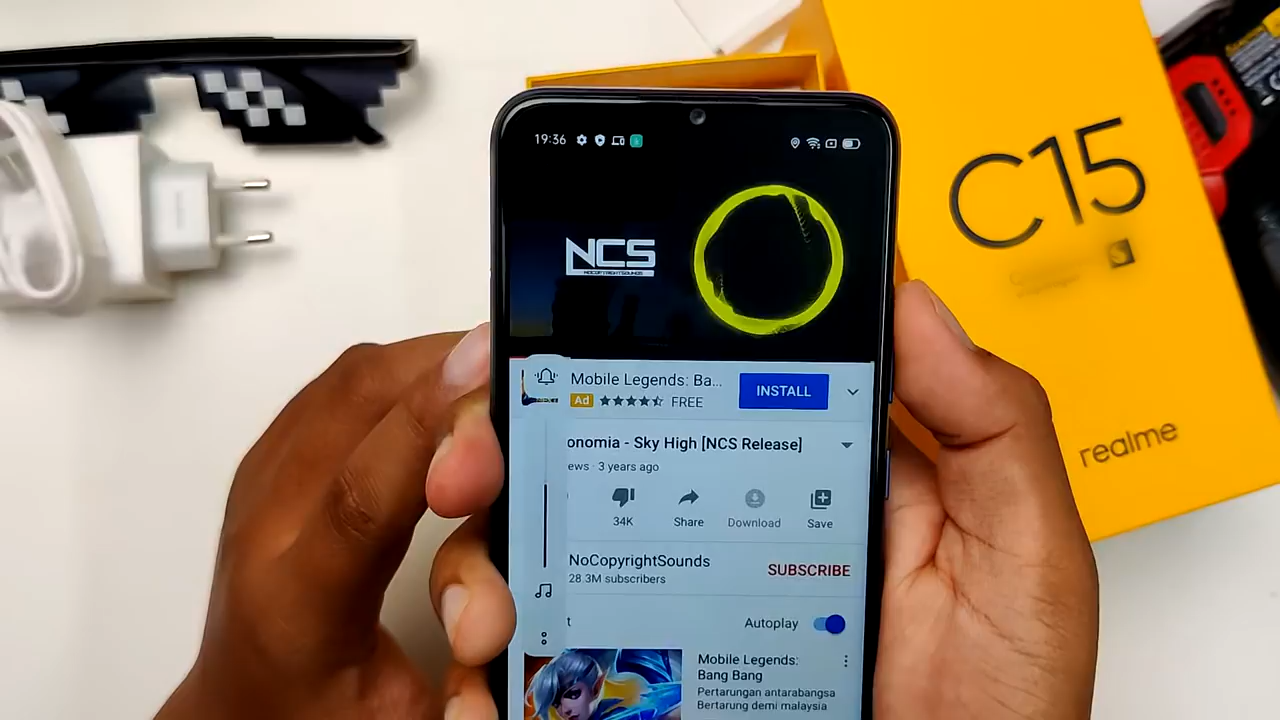 19:36
NCS
NOCOPYRIGHTSOUNDS
Mobile Legends: Ba...
INSTALL
Ad
FREE
onomia - Sky High [NCS Release]
ews · 3 years ago
34K
Share
Download
Save
NoCopyrightSounds
28.3M subscribers
SUBSCRIBE
t
Autoplay
Mobile Legends:
Bang Bang
Pertarungan antarabangsa
Bertarung demi malaysia
C15
realme